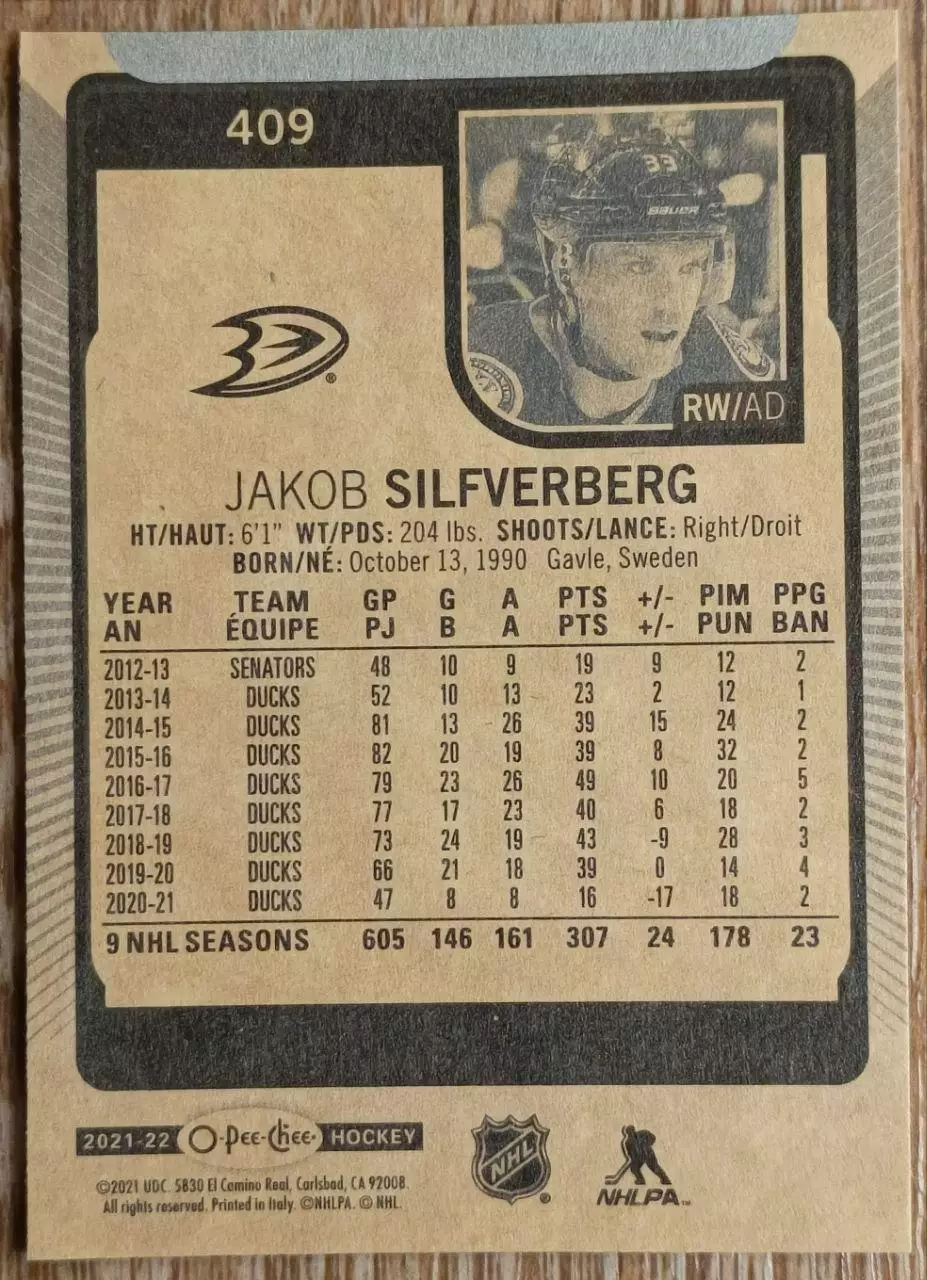 409
33
BAUER
RW/AD
JAKOB SILFVERBERG
HT/HAUT: 6'1" WT/PDS: 204 lbs. SHOOTS/LANCE: Right/Droit
BORN/NÉ: October 13, 1990 Gavle, Sweden
YEAR TEAM GP G A PTS +/- PIM PPG
AN ÉQUIPE PJ B A PTS +/- PUN BAN
2012-13 SENATORS 48 10 9 19 9 12 2
2013-14 DUCKS 52 10 13 23 2 12 1
2014-15 DUCKS 81 13 26 39 15 24 2
2015-16 DUCKS 82 20 19 39 8 32 2
2016-17 DUCKS 79 23 26 49 10 20 5
2017-18 DUCKS 77 17 23 40 6 18 2
2018-19 DUCKS 73 24 19 43 -9 28 3
2019-20 DUCKS 66 21 18 39 0 14 4
2020-21 DUCKS 47 8 8 16 -17 18 2
9 NHL SEASONS 605 146 161 307 24 178 23
2021-22 O-Pee-Chee HOCKEY
NHL
®
NHLPA™
©2021 UDC. 5830 El Camino Real, Carlsbad, CA 92008.
All rights reserved. Printed in Italy. ©NHLPA. © NHL.